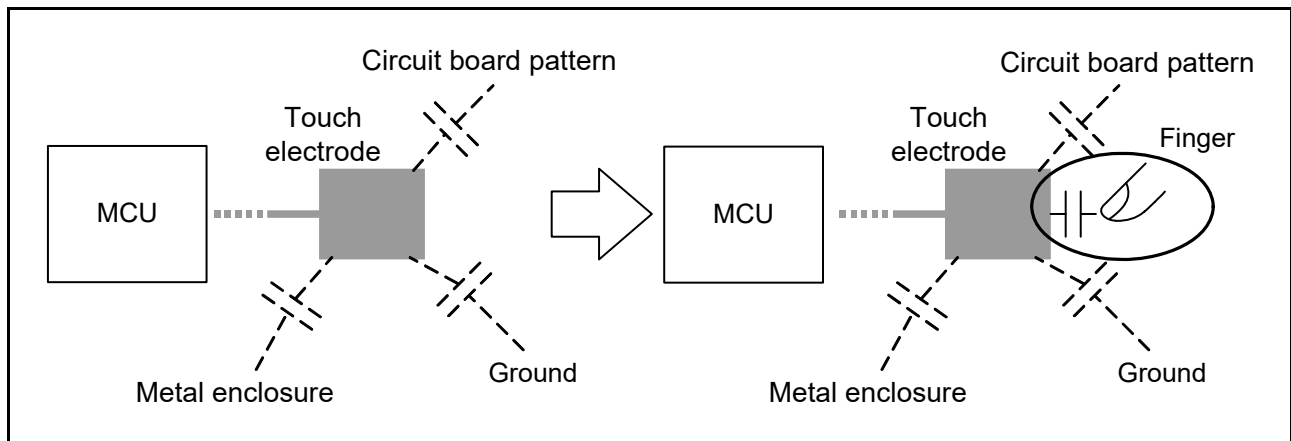 Circuit board pattern
Touch
electrode
MCU
Metal enclosure
Ground
Circuit board pattern
Touch
electrode
Finger
MCU
Metal enclosure
Ground